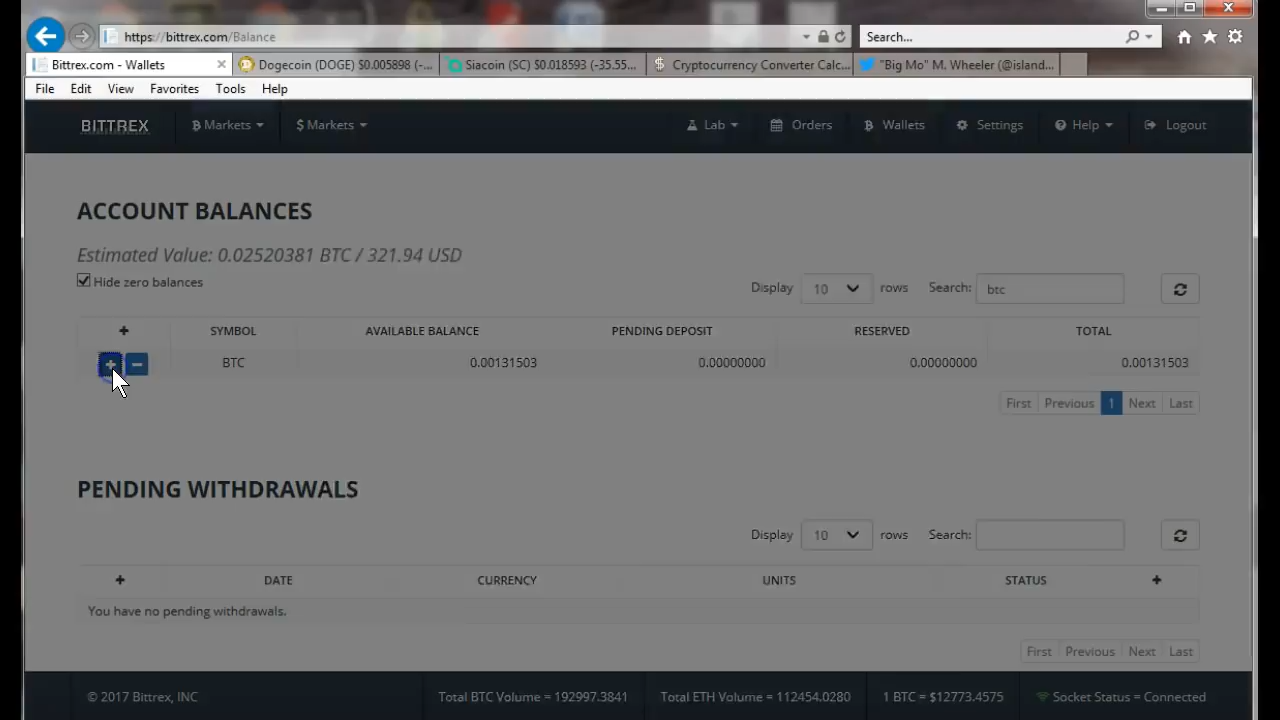 https://bittrex.com/Balance
Search...
Bittrex.com - Wallets
Dogecoin (DOGE) $0.005898 (-...
Siacoin (SC) $0.018593 (-35.55...
Cryptocurrency Converter Calc...
"Big Mo" M. Wheeler (@island...
File Edit View Favorites Tools Help
BITTREX
Markets
$ Markets
Lab
Orders
Wallets
Settings
Help
Logout
ACCOUNT BALANCES
Estimated Value: 0.02520381 BTC / 321.94 USD
Hide zero balances
Display 10 rows Search: btc
+ SYMBOL AVAILABLE BALANCE PENDING DEPOSIT RESERVED TOTAL
+ - BTC 0.00131503 0.00000000 0.00000000 0.00131503
First Previous 1 Next Last
PENDING WITHDRAWALS
Display 10 rows Search:
+ DATE CURRENCY UNITS STATUS +
You have no pending withdrawals.
First Previous Next Last
© 2017 Bittrex, INC
Total BTC Volume = 192997.3841
Total ETH Volume = 112454.0280
1 BTC = $12773.4575
Socket Status = Connected